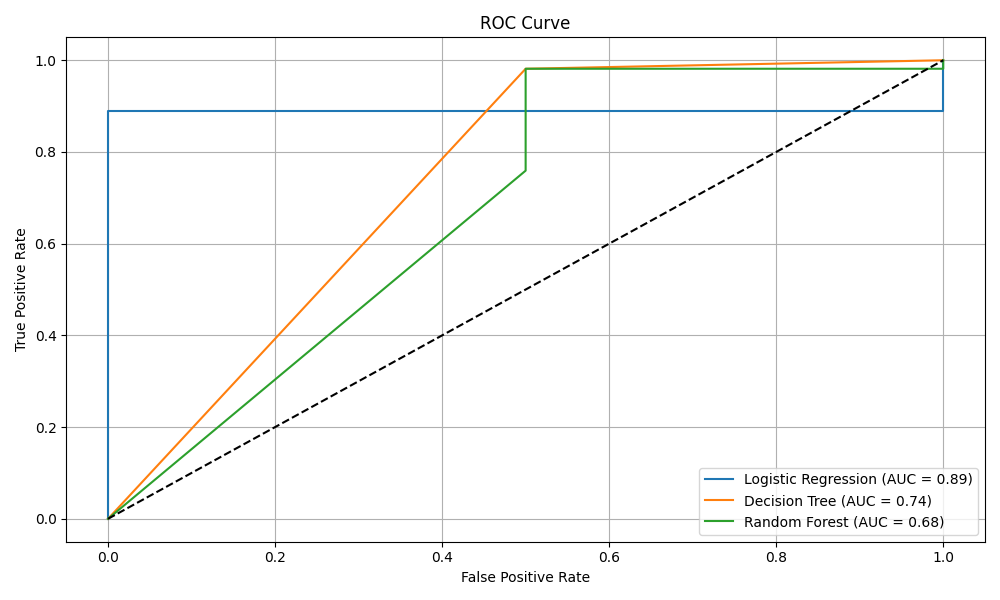 ROC Curve
1.0
0.8
0.6
0.4
0.2
0.0
True Positive Rate
0.0 0.2 0.4 0.6 0.8 1.0
False Positive Rate
Logistic Regression (AUC = 0.89)
Decision Tree (AUC = 0.74)
Random Forest (AUC = 0.68)